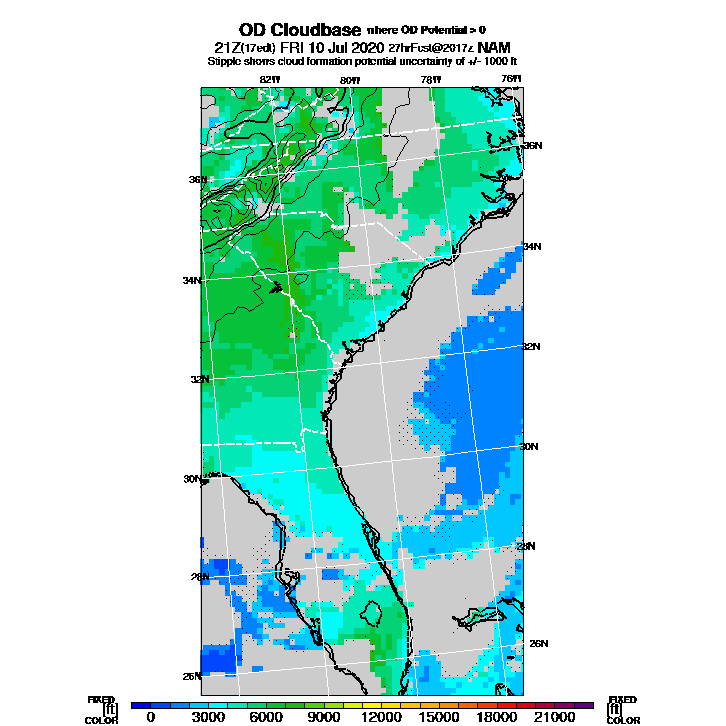 OD Cloudbase where OD Potential > 0
21Z(17edt) FRI 10 Jul 2020 27hrFcst@2017z NAM
Stipple shows cloud formation potential uncertainty of +/- 1000 ft
82W 80W 78W 76W
36N
36N
34N
34N
32N
32N
30N
30N
28N
28N
26N
26N
FIXED [ft] COLOR
0 3000 6000 9000 12000 15000 18000 21000
FIXED [ft] COLOR